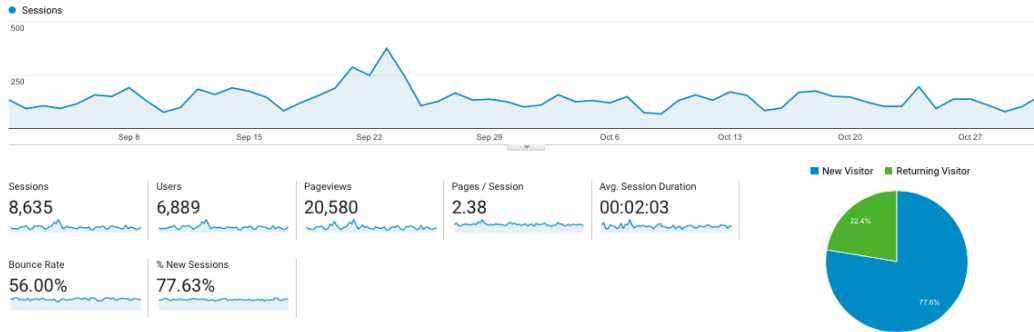 Sessions
500
250
Sep 8 Sep 15 Sep 22 Sep 29 Oct 6 Oct 13 Oct 20 Oct 27
New Visitor Returning Visitor
Sessions Users Pageviews Pages / Session Avg. Session Duration
8,635 6,889 20,580 2.38 00:02:03
22.4%
Bounce Rate % New Sessions
56.00% 77.63%
77.6%